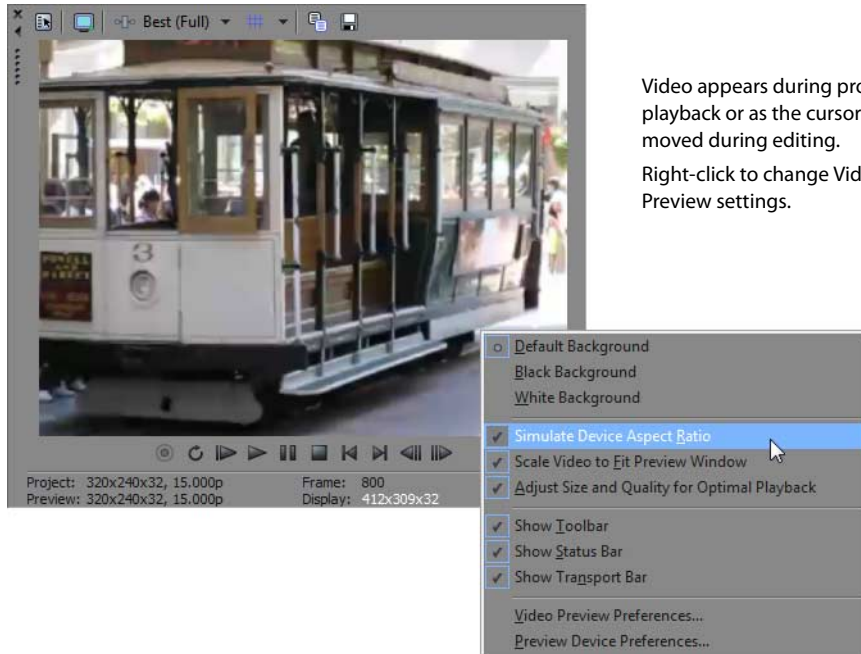 Best (Full)
Video appears during pro
playback or as the cursor
moved during editing.
Right-click to change Vid
Preview settings.
3
POWELL
AND
MARKET
Default Background
Black Background
White Background
Simulate Device Aspect Ratio
Scale Video to Fit Preview Window
Adjust Size and Quality for Optimal Playback
Show Toolbar
Show Status Bar
Show Transport Bar
Video Preview Preferences...
Preview Device Preferences...
Project: 320x240x32, 15.000p Frame: 800
Preview: 320x240x32, 15.000p Display: 412x309x32